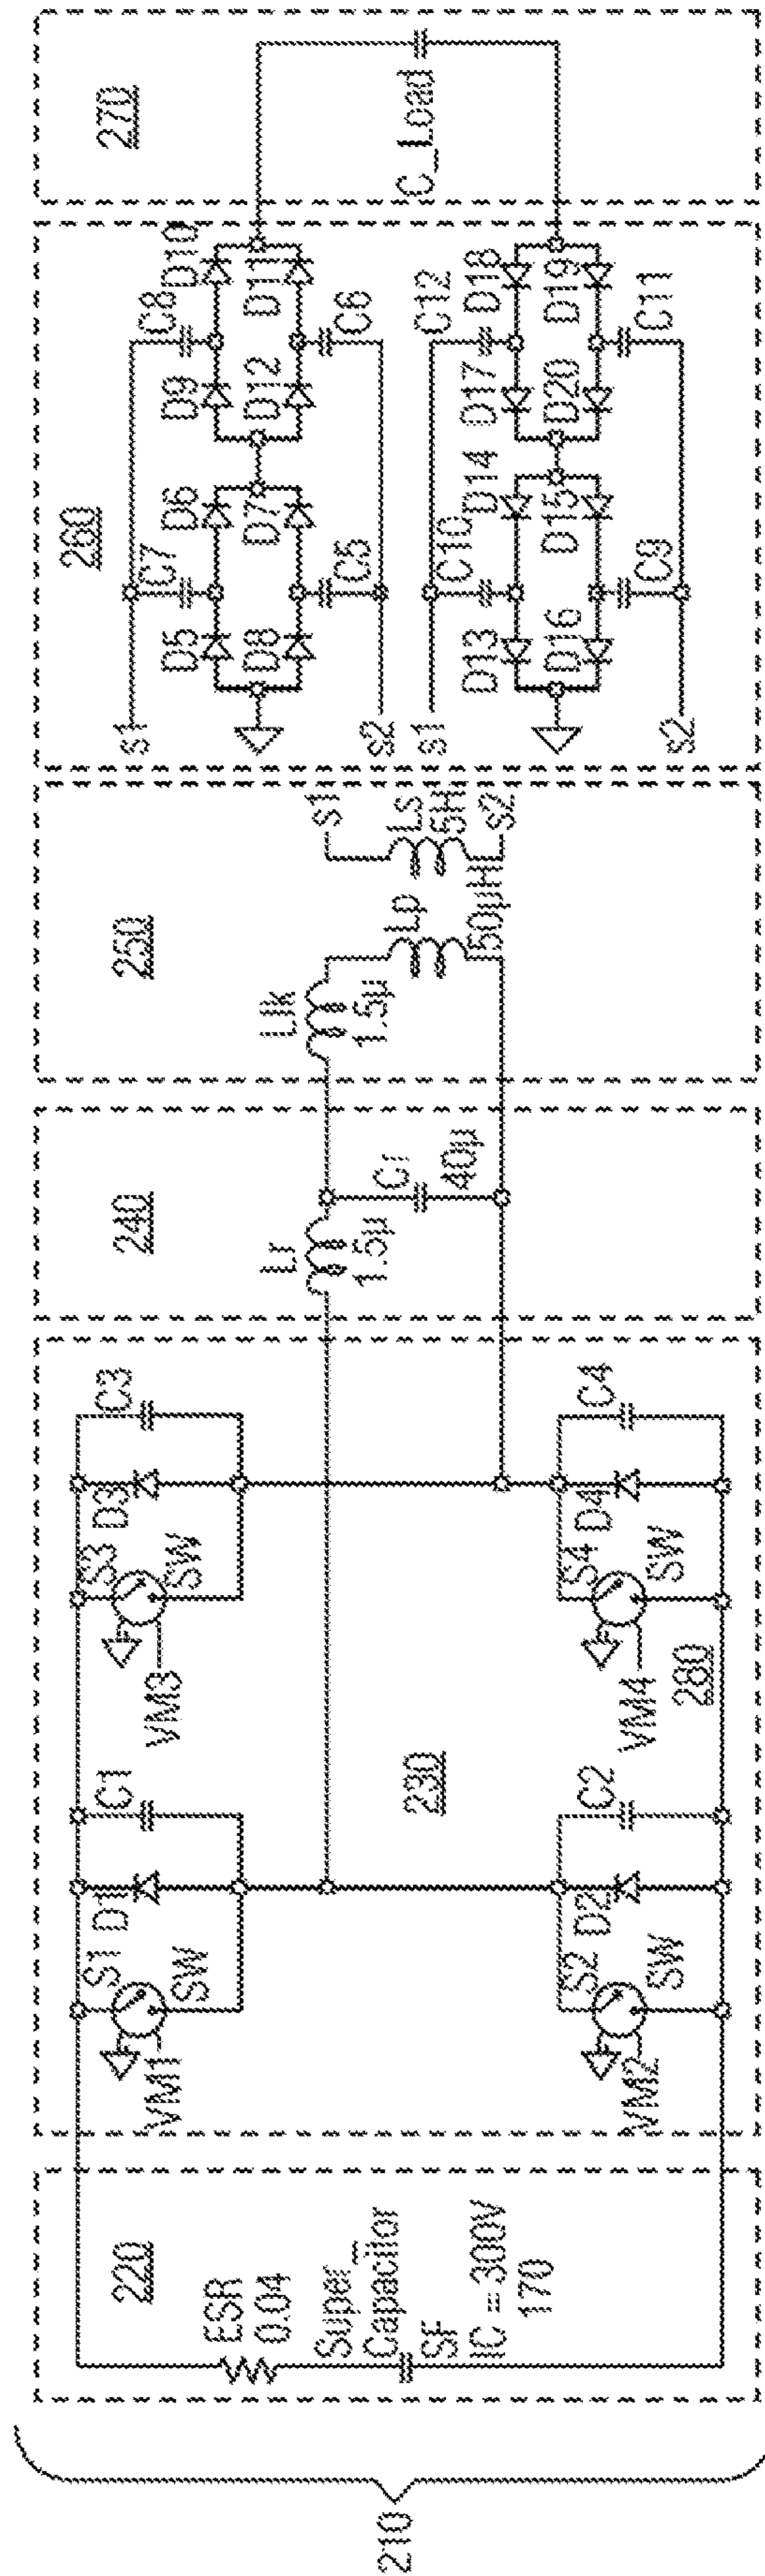 210
220
ESR
0.04
Super_
Capacitor
SF
IC = 300V
170
230
280
S1
D1
C1
SW
VM1
S2
D2
C2
SW
VM2
S3
D3
C3
SW
VM3
S4
D4
C4
SW
VM4
240
Lr
1.5µ
Cr
40µ
250
Llk
1.5µ
Lp
50µH
Ls
5H
s1
s2
260
s1
C7
C8
D5
D6
D9
D10
D8
D7
D12
D11
C5
C6
s2
s1
C10
C12
D13
D14
D17
D18
D16
D15
D20
D19
C9
C11
s2
270
C_Load